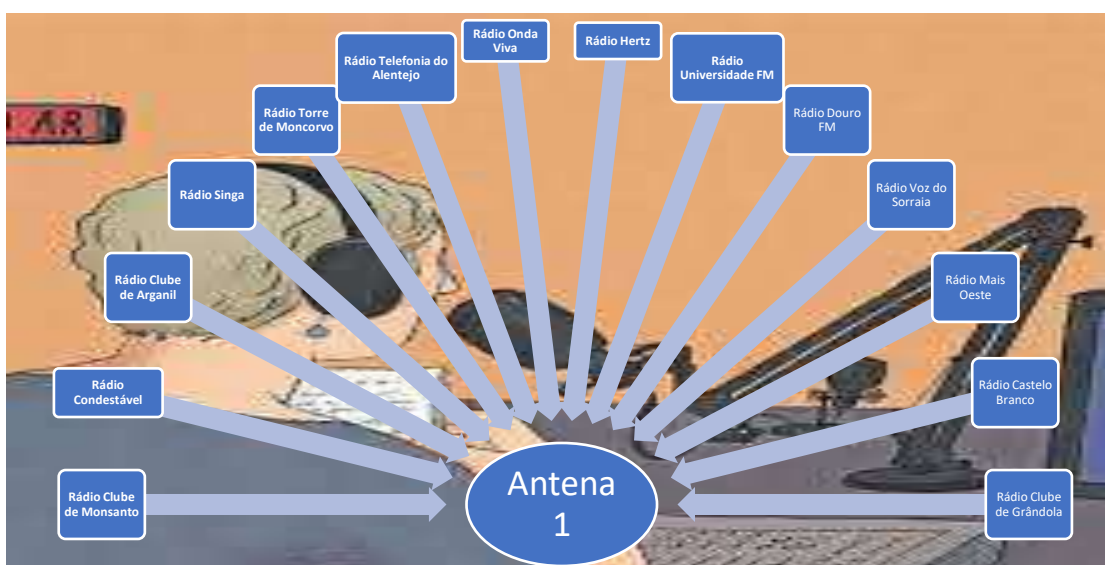 Rádio Onda
Viva
Rádio Hertz
Rádio Telefonia do
Alentejo
Rádio
Universidade FM
Rádio Torre
de Moncorvo
Rádio Douro
FM
AR
Rádio Singa
Rádio Voz do
Sorraia
Rádio Clube
de Arganil
Rádio Mais
Oeste
Rádio
Condestável
Rádio Castelo
Branco
Rádio Clube
de Monsanto
Antena
1
Rádio Clube
de Grândola